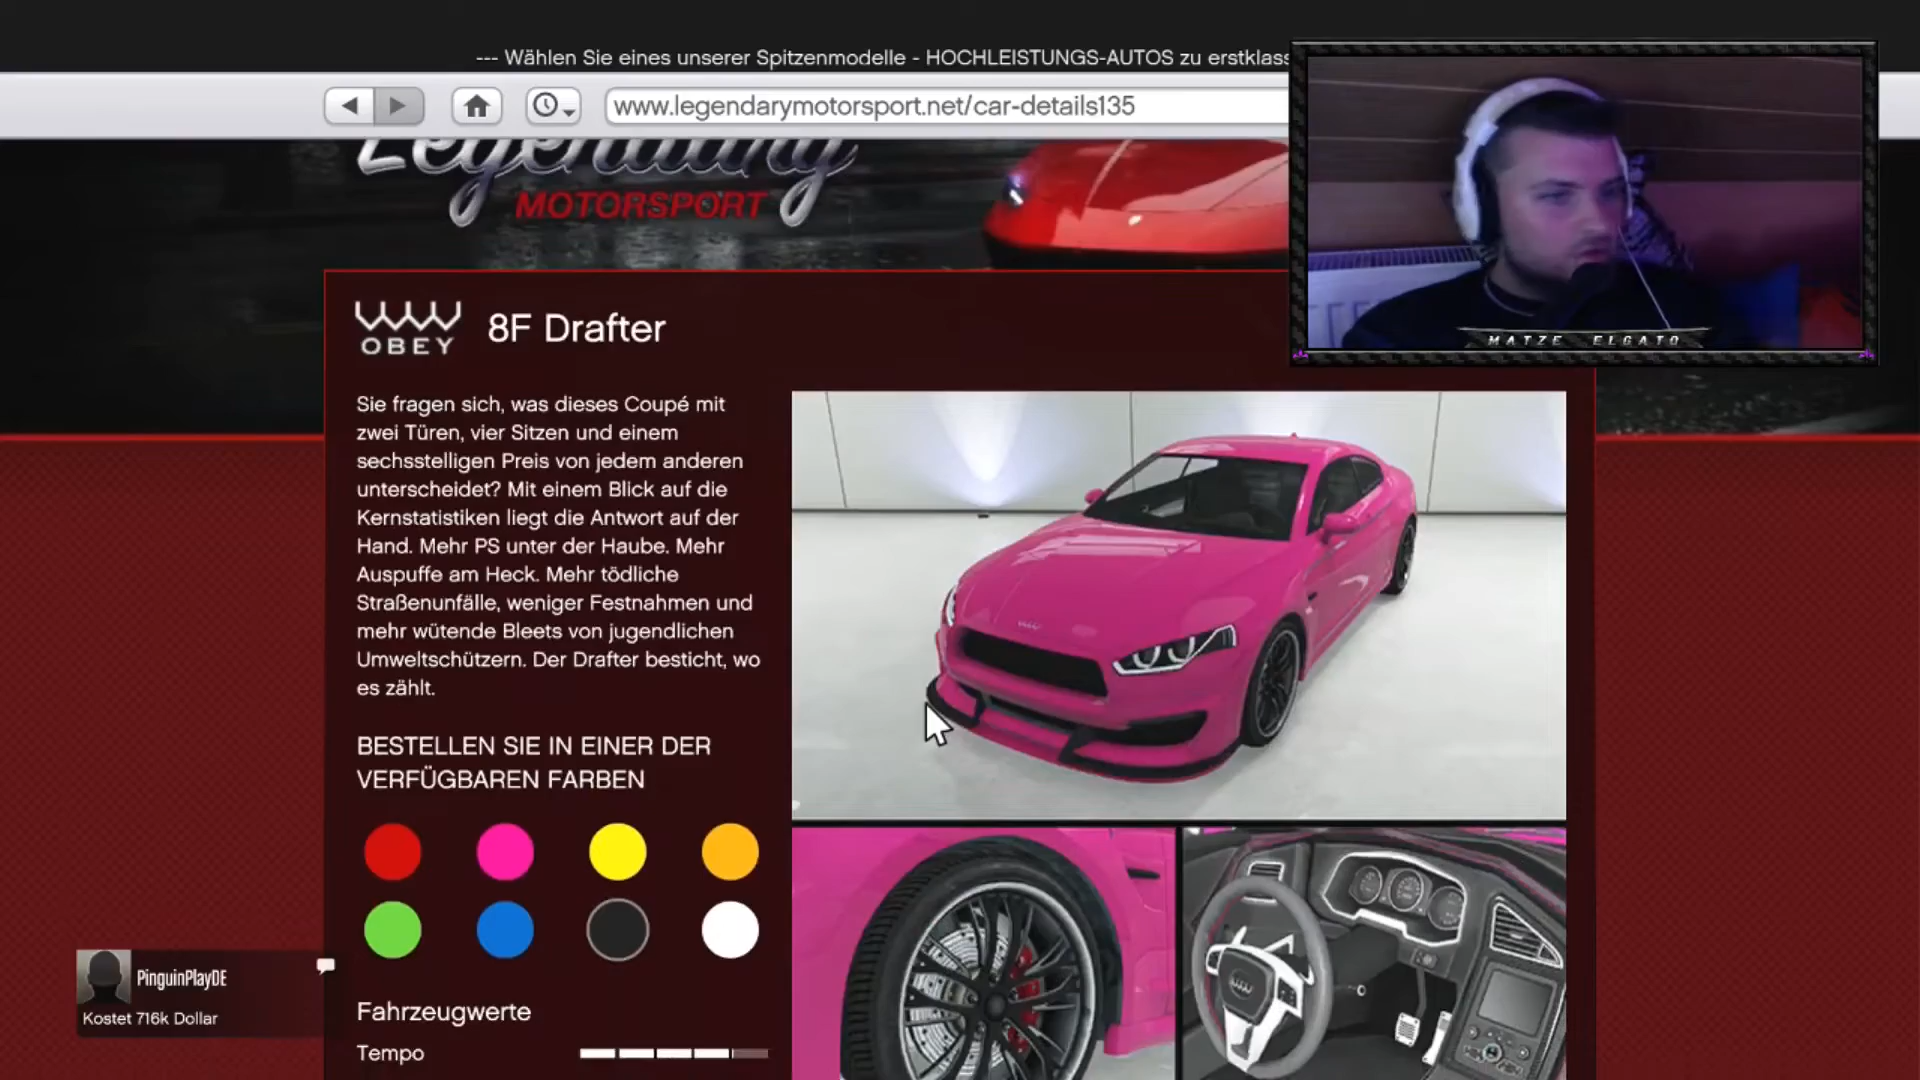 --- Wählen Sie eines unserer Spitzenmodelle - HOCHLEISTUNGS-AUTOS zu erstklass
www.legendarymotorsport.net/car-details135
Legendary
MOTORSPORT
MATZE ELGATO
OBEY
8F Drafter
Sie fragen sich, was dieses Coupé mit
zwei Türen, vier Sitzen und einem
sechsstelligen Preis von jedem anderen
unterscheidet? Mit einem Blick auf die
Kernstatistiken liegt die Antwort auf der
Hand. Mehr PS unter der Haube. Mehr
Auspuffe am Heck. Mehr tödliche
Straßenunfälle, weniger Festnahmen und
mehr wütende Bleets von jugendlichen
Umweltschützern. Der Drafter besticht, wo
es zählt.
BESTELLEN SIE IN EINER DER
VERFÜGBAREN FARBEN
PinguinPlayDE
Kostet 716k Dollar
Fahrzeugwerte
Tempo